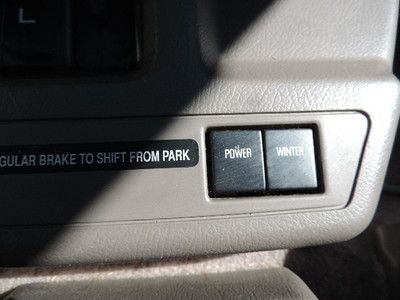 L
GULAR BRAKE TO SHIFT FROM PARK
POWER
WINTER